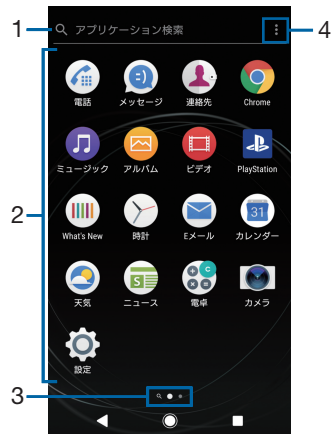 1 アプリケーション検索 4
電話 メッセージ 連絡先 Chrome
ミュージック アルバム ビデオ PlayStation
2
31
What's New 時計 Eメール カレンダー
天気 ニュース 電卓 カメラ
設定
3